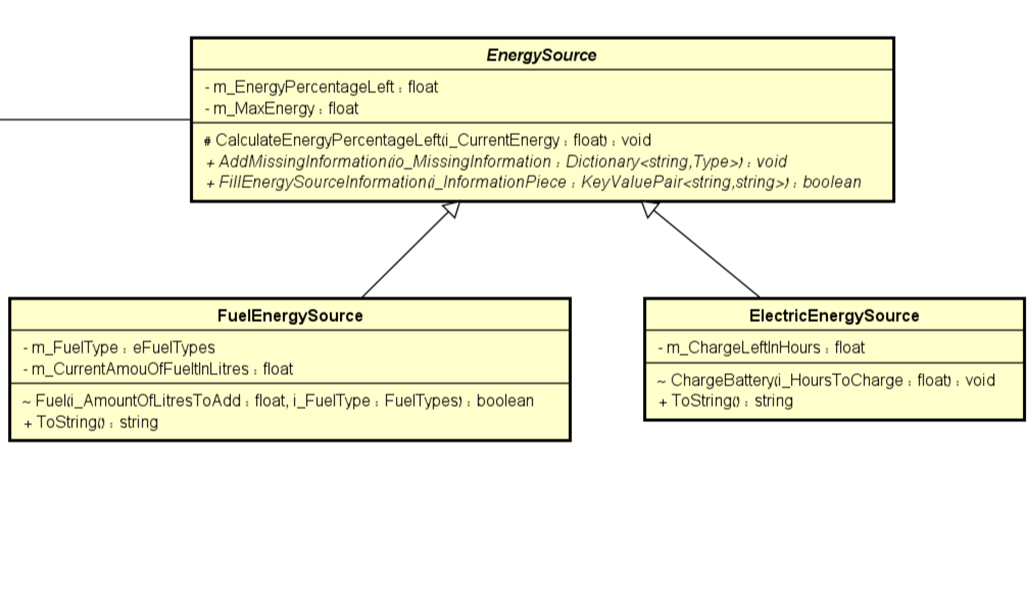 EnergySource
- m_EnergyPercentageLeft : float
- m_MaxEnergy : float
# CalculateEnergyPercentageLeft(i_CurrentEnergy : float) : void
+ AddMissingInformation(io_MissingInformation : Dictionary<string,Type>) : void
+ FillEnergySourceInformation(i_InformationPiece : KeyValuePair<string,string>) : boolean
FuelEnergySource
- m_FuelType : eFuelTypes
- m_CurrentAmouOfFueltInLitres : float
~ Fuel(i_AmountOfLitresToAdd : float, i_FuelType : FuelTypes) : boolean
+ ToString() : string
ElectricEnergySource
- m_ChargeLeftInHours : float
~ ChargeBattery(i_HoursToCharge : float) : void
+ ToString() : string